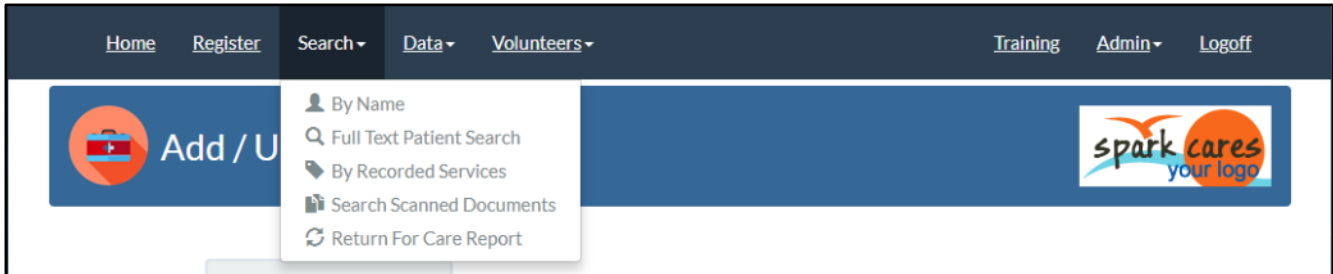 Home Register Search Data Volunteers Training Admin Logoff
By Name
Add / U
Full Text Patient Search
By Recorded Services
Search Scanned Documents
Return For Care Report
spark cares
your logo